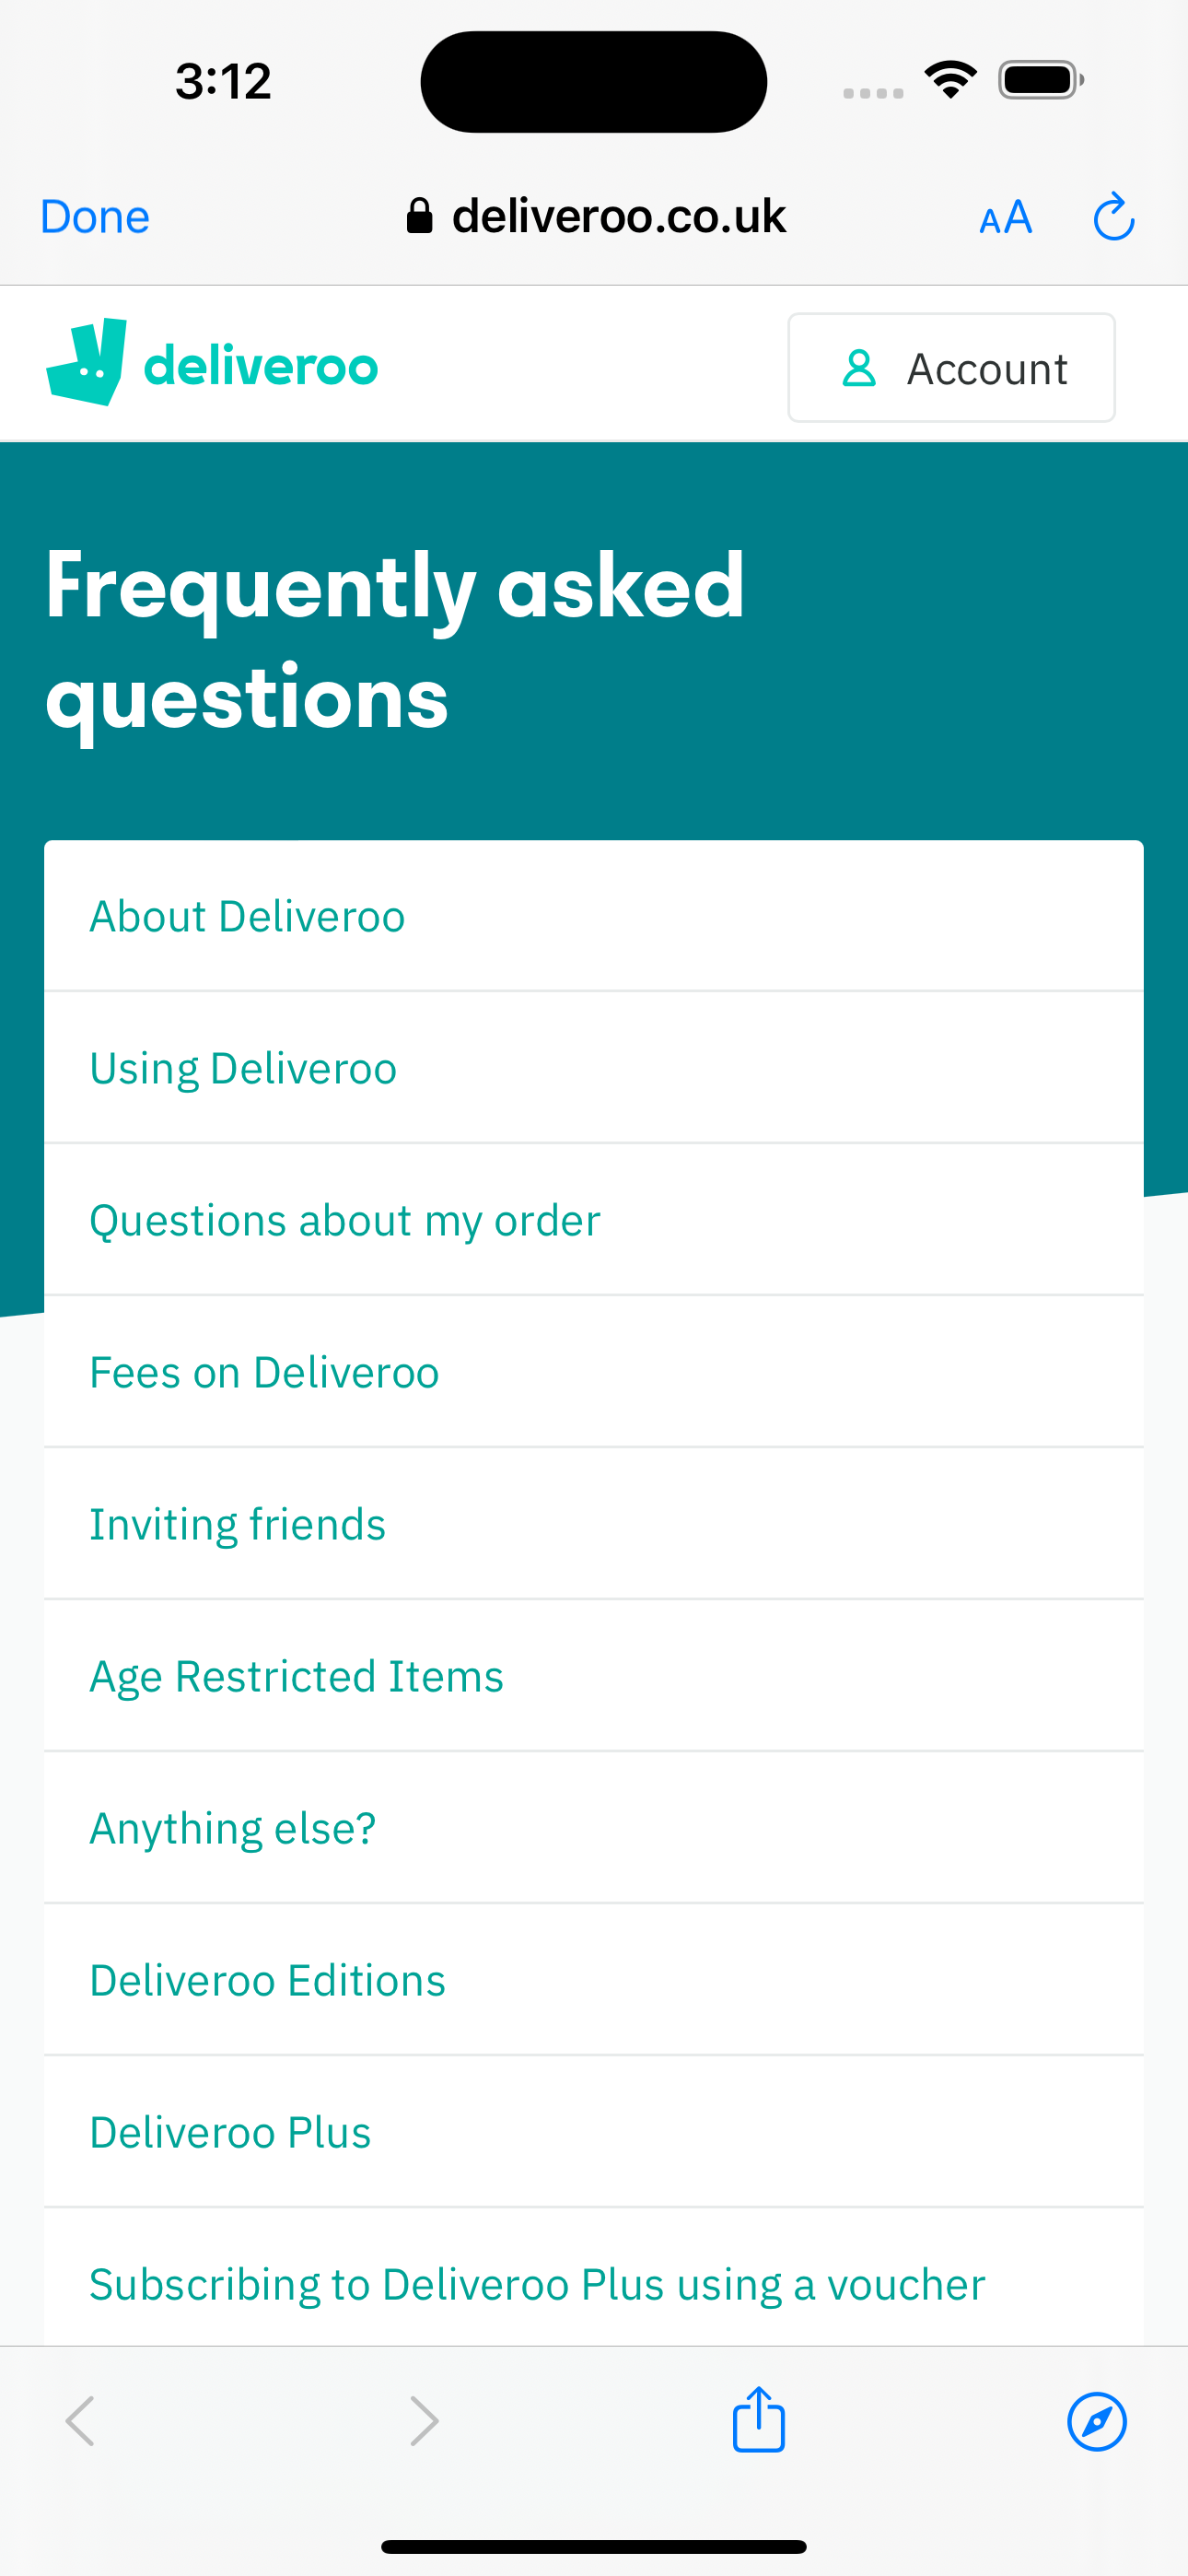 3:12
Done
deliveroo.co.uk
AA
deliveroo
Account
Frequently asked
questions
About Deliveroo
Using Deliveroo
Questions about my order
Fees on Deliveroo
Inviting friends
Age Restricted Items
Anything else?
Deliveroo Editions
Deliveroo Plus
Subscribing to Deliveroo Plus using a voucher